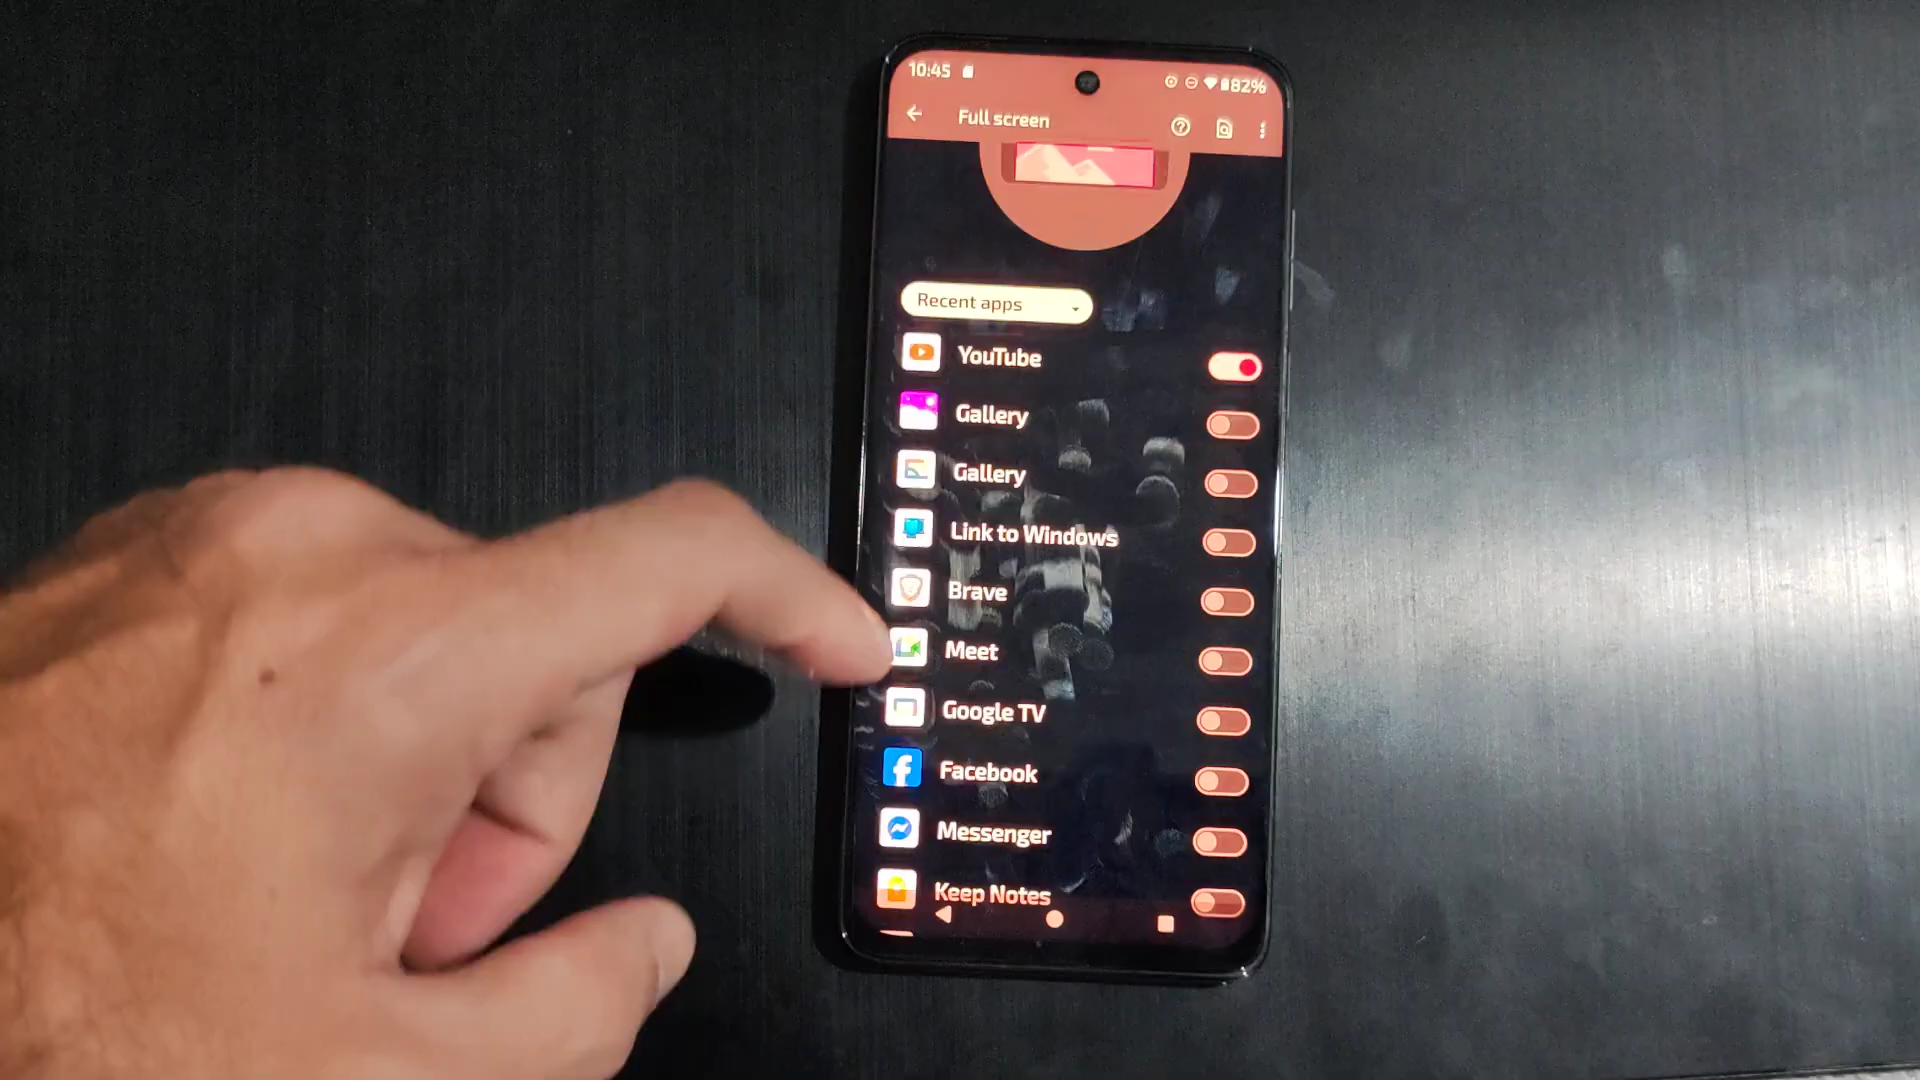 10:45 82%
Full screen
Recent apps
YouTube
Gallery
Gallery
Link to Windows
Brave
Meet
Google TV
Facebook
Messenger
Keep Notes